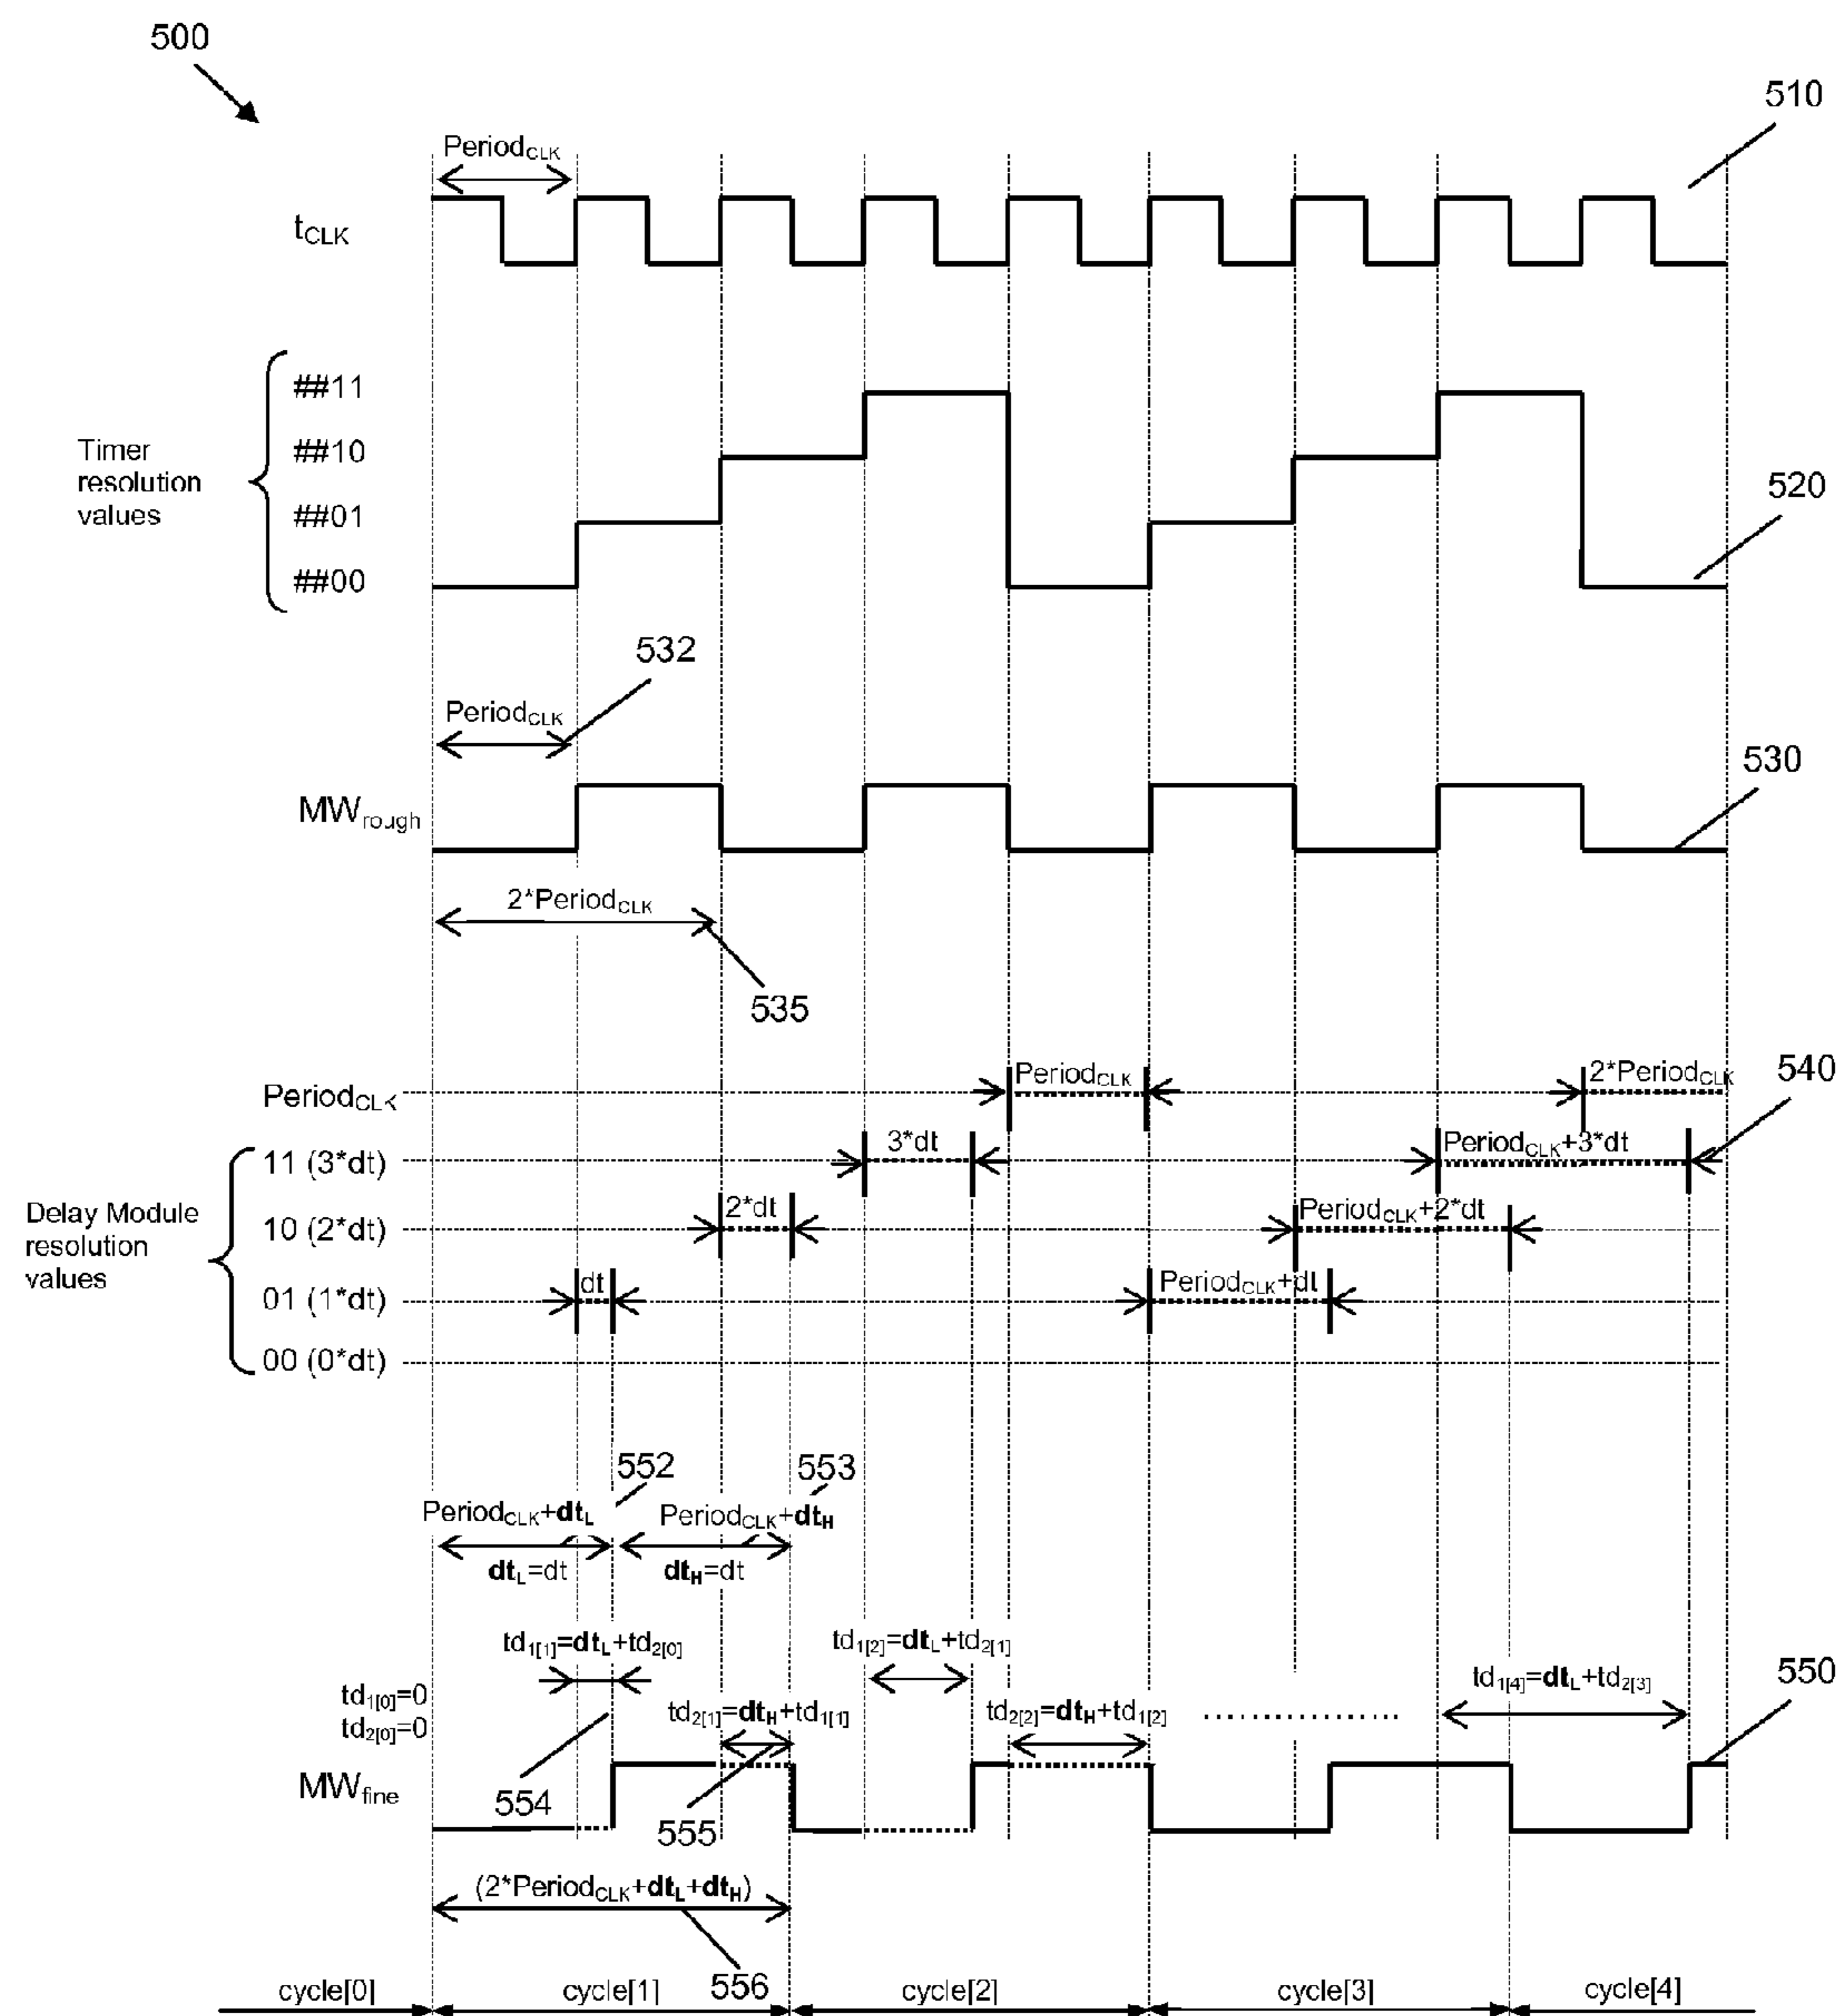 500
510
Period_CLK
t_CLK
##11
##10
##01
##00
Timer
resolution
values
520
532
Period_CLK
530
MW_rough
2*Period_CLK
535
Period_CLK
Period_CLK
2*Period_CLK
540
11 (3*dt)
3*dt
Period_CLK+3*dt
Delay Module
resolution
values
10 (2*dt)
2*dt
Period_CLK+2*dt
01 (1*dt)
dt
Period_CLK+dt
00 (0*dt)
552
553
Period_CLK+dt_L
Period_CLK+dt_H
dt_L=dt
dt_H=dt
td_1[1]=dt_L+td_2[0]
td_1[2]=dt_L+td_2[1]
td_1[4]=dt_L+td_2[3]
550
td_1[0]=0
td_2[0]=0
td_2[1]=dt_H+td_1[1]
td_2[2]=dt_H+td_1[2]
MW_fine
554
555
(2*Period_CLK+dt_L+dt_H)
556
cycle[0]
cycle[1]
cycle[2]
cycle[3]
cycle[4]